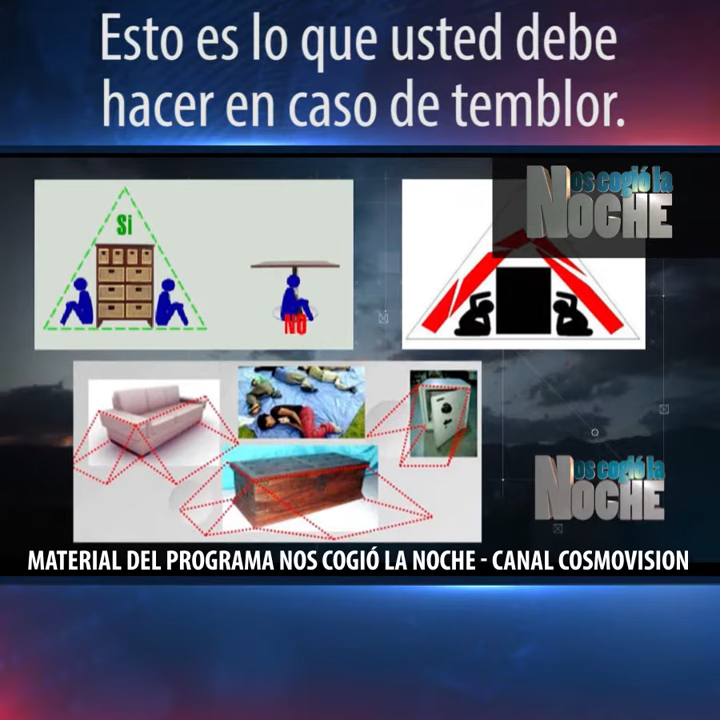 Esto es lo que usted debe
hacer en caso de temblor.
Si
NO
Nos cogió la
NOCHE
Nos cogió la
NOCHE
MATERIAL DEL PROGRAMA NOS COGIÓ LA NOCHE - CANAL COSMOVISION